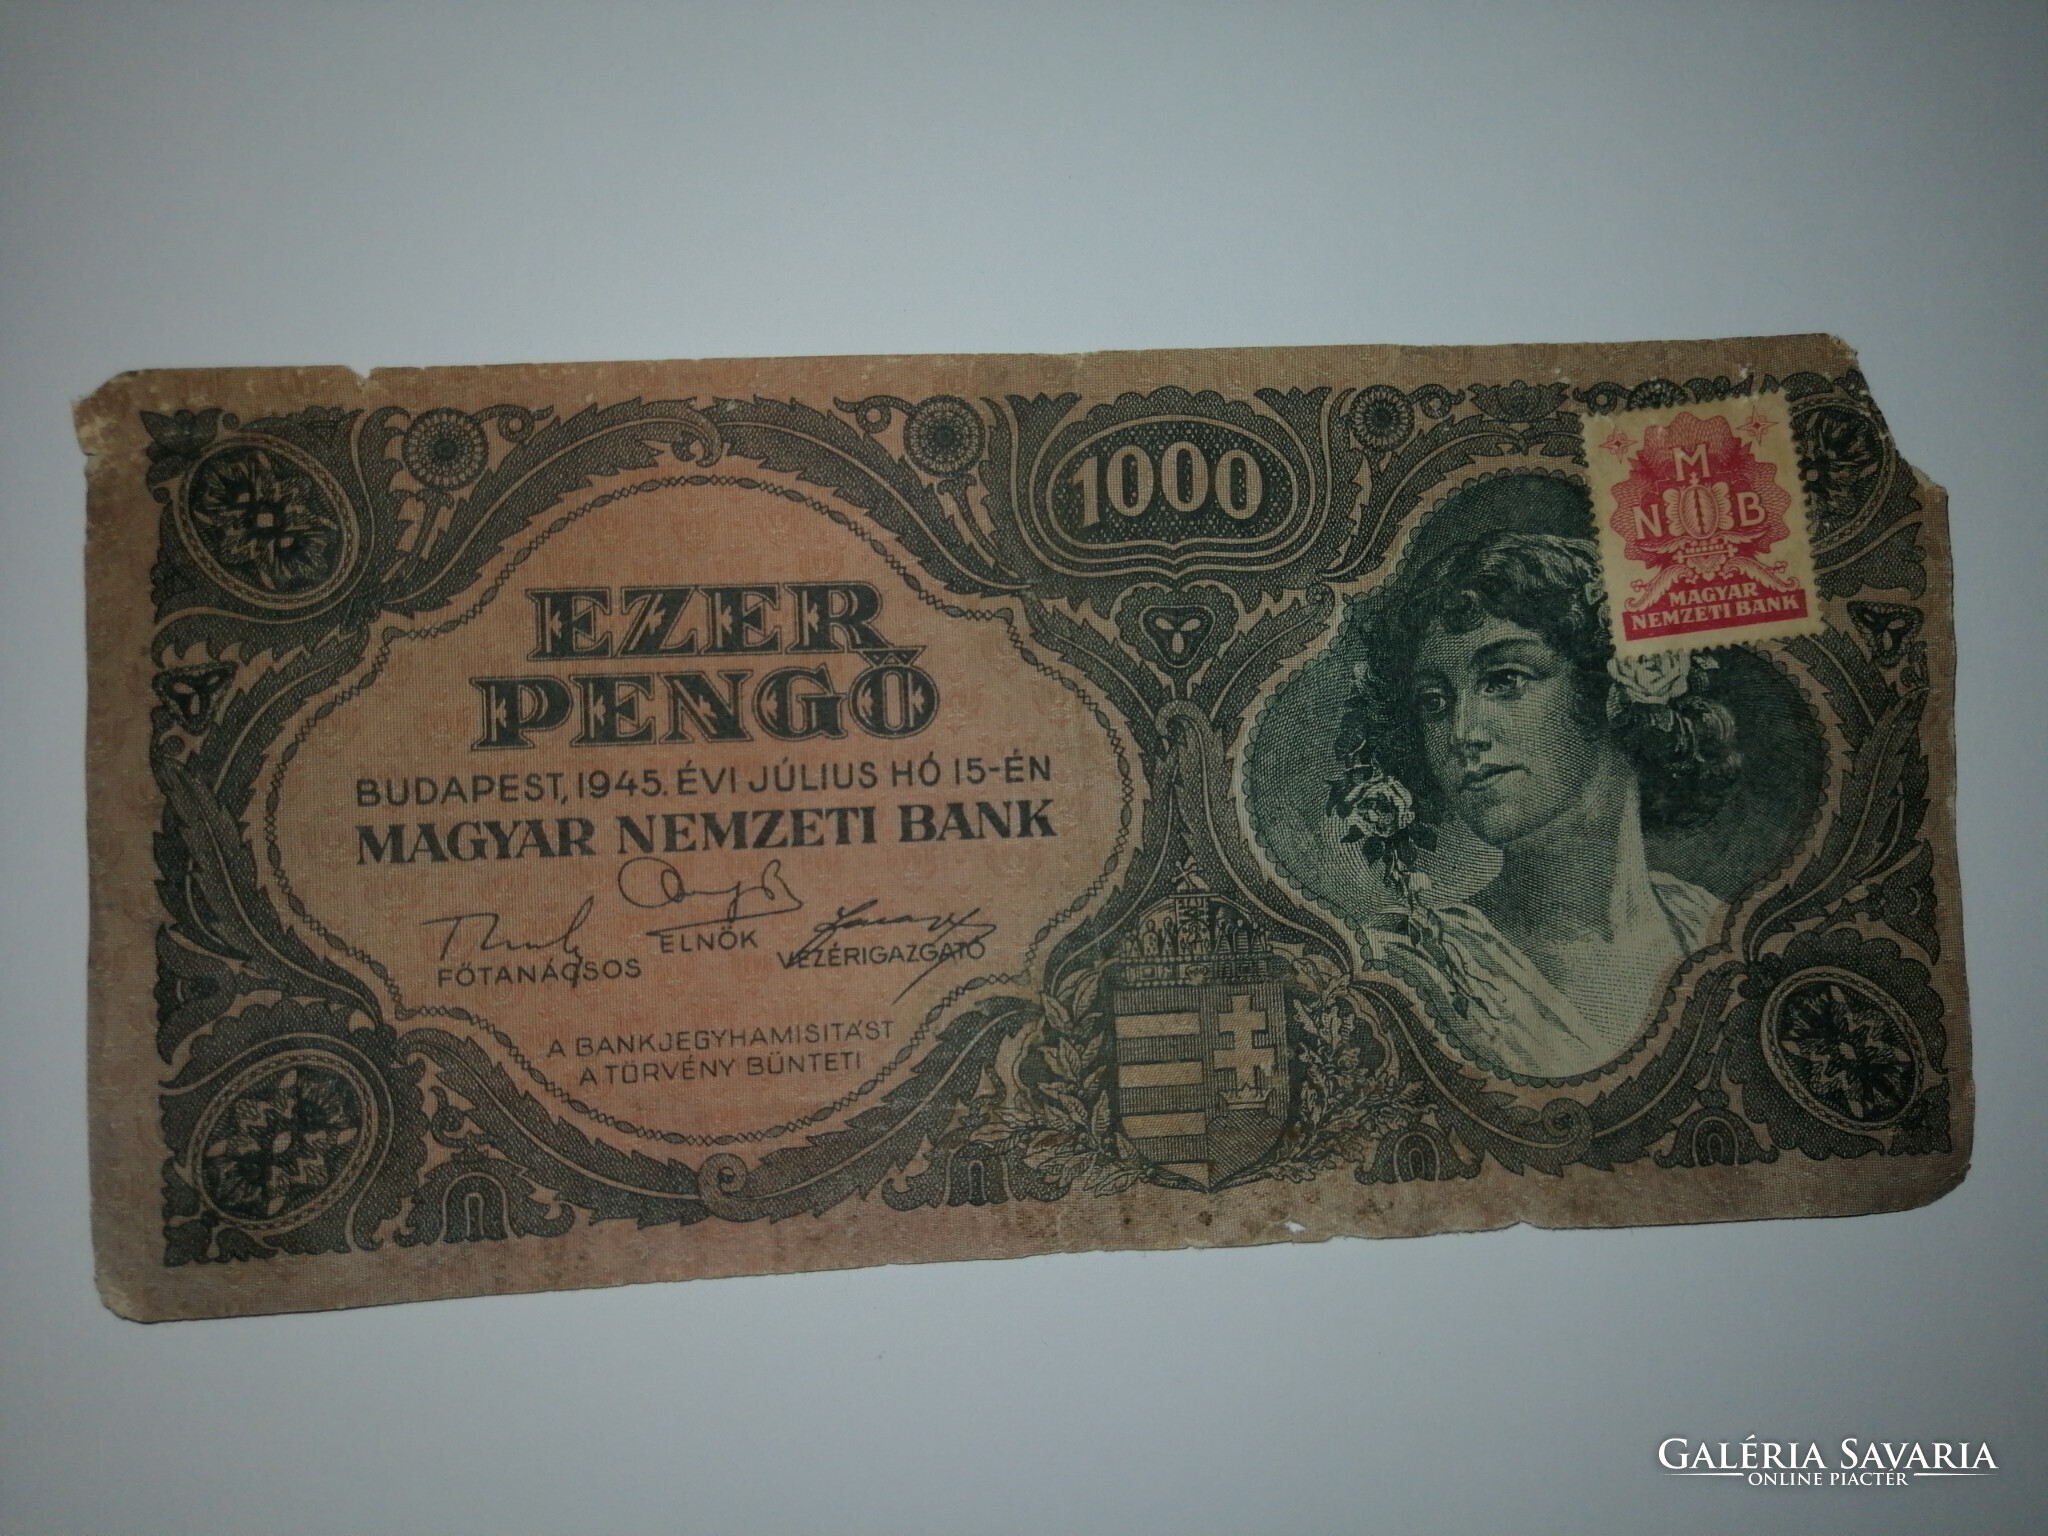 1000
M
N B
MAGYAR
NEMZETI BANK
EZER
PENGŐ
BUDAPEST, 1945. ÉVI JÚLIUS HÓ 15-ÉN
MAGYAR NEMZETI BANK
FŐTANÁCSOS
ELNÖK
VEZÉRIGAZGATÓ
A BANKJEGYHAMISITÁST
A TÖRVÉNY BÜNTETI
GALÉRIA SAVARIA
ONLINE PIACTÉR